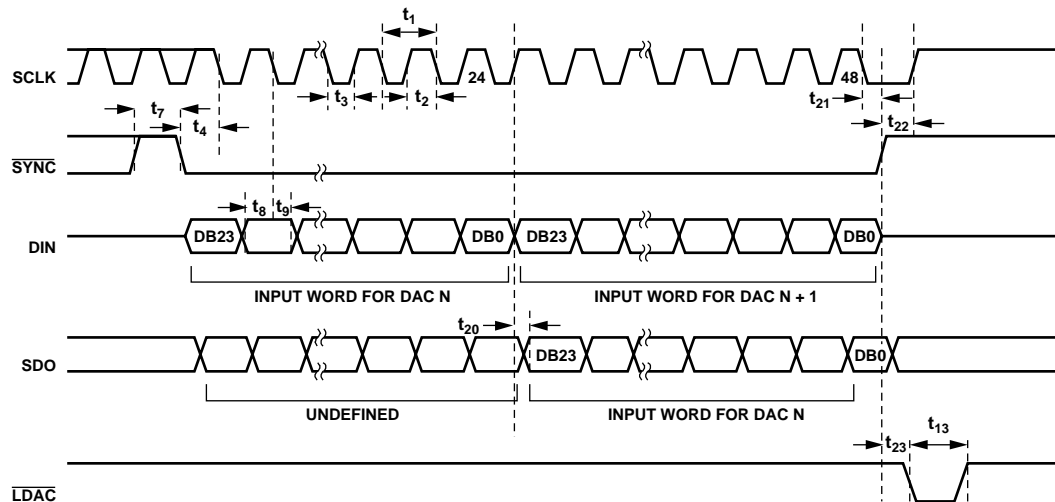 t1
SCLK
24
48
t3
t2
t21
t7
t4
t22
SYNC
t8
t9
DIN
DB23
DB0
DB23
DB0
INPUT WORD FOR DAC N
INPUT WORD FOR DAC N + 1
t20
SDO
DB23
DB0
UNDEFINED
INPUT WORD FOR DAC N
t23
t13
LDAC